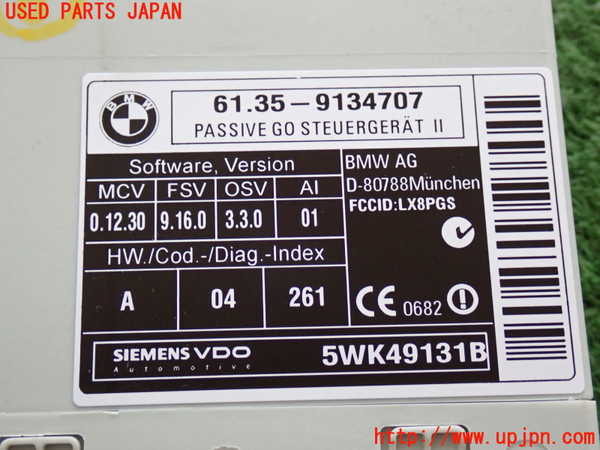 USED PARTS JAPAN
BMW
61.35-9134707
PASSIVE GO STEUERGERÄT II
Software, Version
MCV FSV OSV AI
0.12.30 9.16.0 3.3.0 01
HW./Cod.-/Diag.-Index
A 04 261
BMW AG
D-80788München
FCCID:LX8PGS
CE 0682
SIEMENS VDO
Automotive
5WK49131B
http://www.upjpn.com/